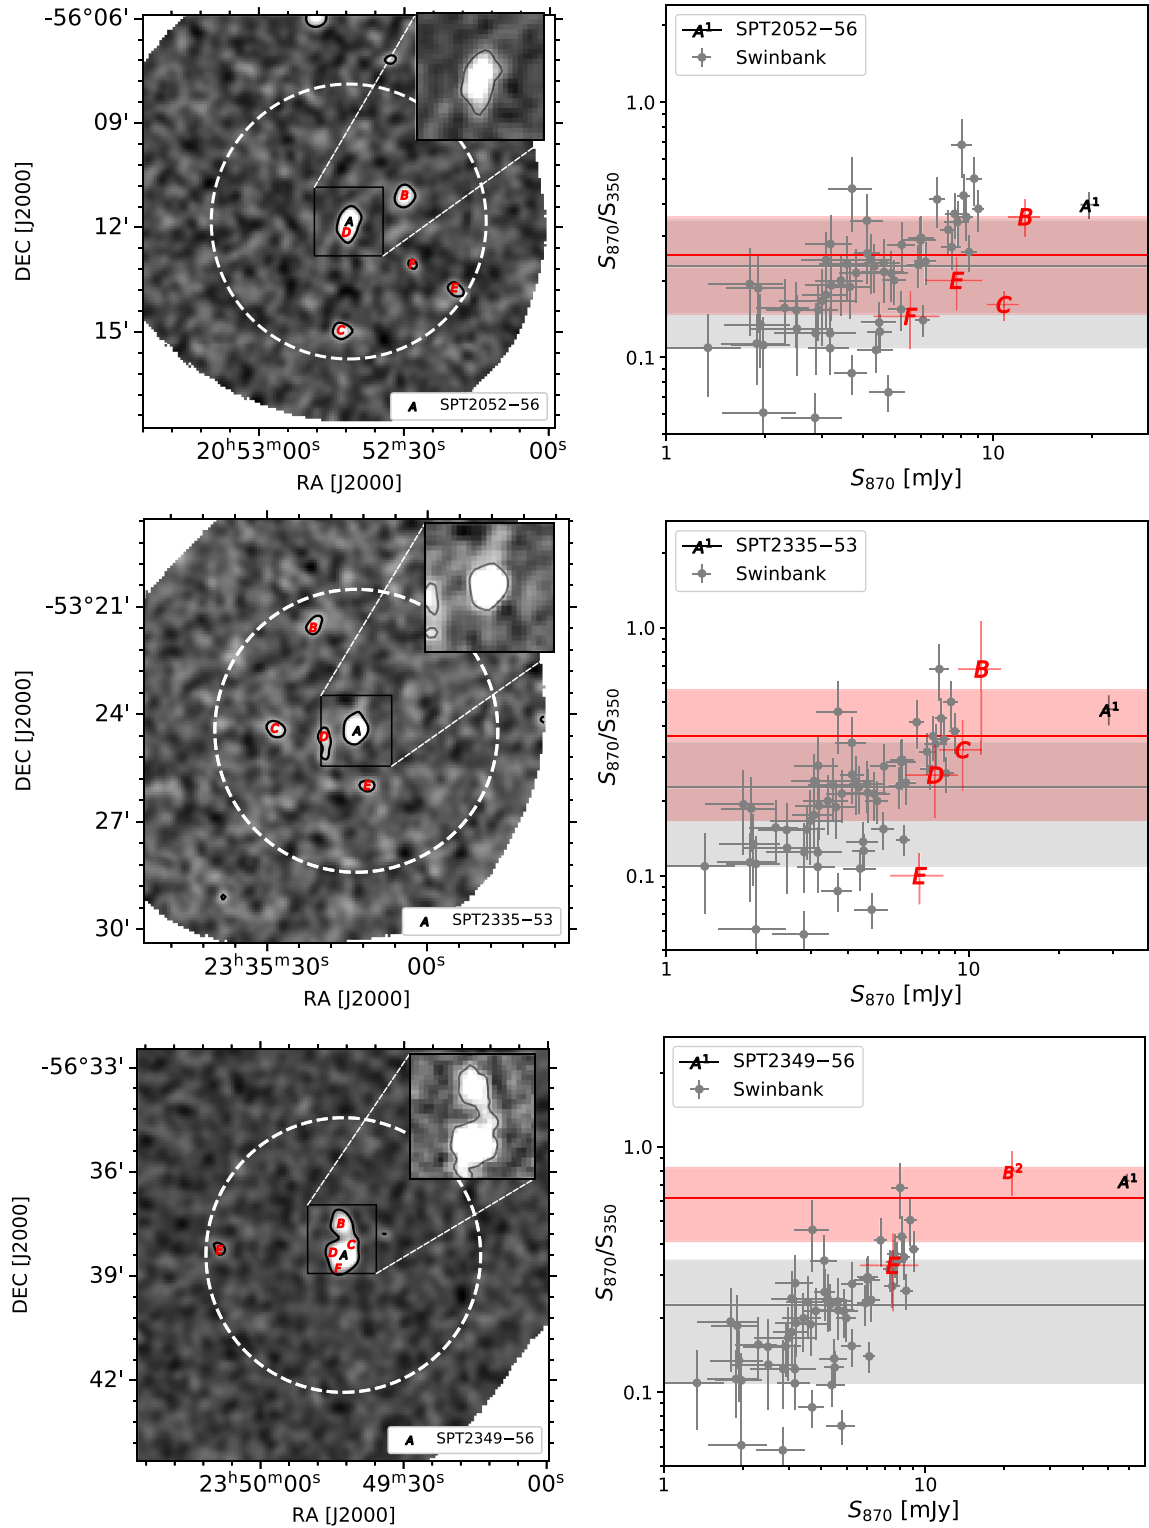 -56°06'
09'
12'
15'
DEC [J2000]
A
B
C
D
E
F
A SPT2052−56
20h53m00s
52m30s
00s
RA [J2000]
A¹ SPT2052−56
Swinbank
1.0
0.1
S870/S350
A¹
B
E
C
F
1
10
S870 [mJy]
-53°21'
24'
27'
30'
DEC [J2000]
B
C
D
A
E
A SPT2335−53
23h35m30s
00s
RA [J2000]
A¹ SPT2335−53
Swinbank
1.0
0.1
S870/S350
B
A¹
C
D
E
1
10
S870 [mJy]
-56°33'
36'
39'
42'
DEC [J2000]
B
C
D
A
E
F
A SPT2349−56
23h50m00s
49m30s
00s
RA [J2000]
A¹ SPT2349−56
Swinbank
1.0
0.1
S870/S350
B²
A¹
E
1
10
S870 [mJy]